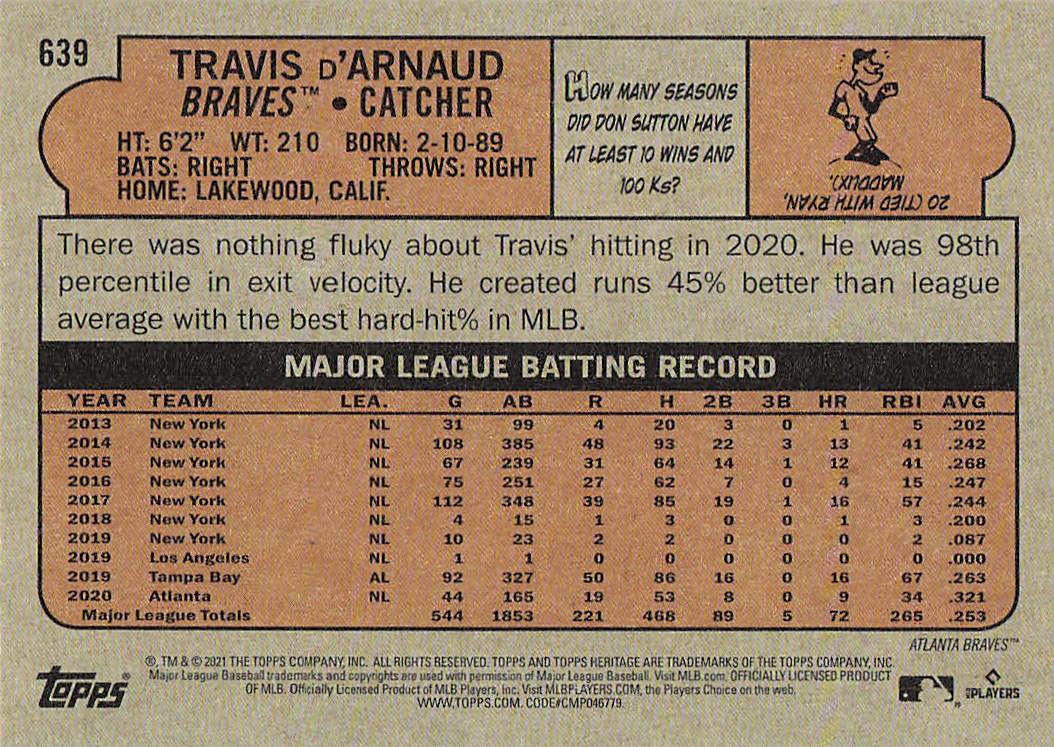 639
TRAVIS D'ARNAUD
BRAVES™ • CATCHER
HT: 6'2" WT: 210 BORN: 2-10-89
BATS: RIGHT THROWS: RIGHT
HOME: LAKEWOOD, CALIF.
HOW MANY SEASONS
DID DON SUTTON HAVE
AT LEAST 10 WINS AND
100 Ks?
20 (TIED WITH RYAN,
MADDUX).
There was nothing fluky about Travis' hitting in 2020. He was 98th
percentile in exit velocity. He created runs 45% better than league
average with the best hard-hit% in MLB.
MAJOR LEAGUE BATTING RECORD
YEAR TEAM LEA. G AB R H 2B 3B HR RBI AVG
2013 New York NL 31 99 4 20 3 0 1 5 .202
2014 New York NL 108 385 48 93 22 3 13 41 .242
2015 New York NL 67 239 31 64 14 1 12 41 .268
2016 New York NL 75 251 27 62 7 0 4 15 .247
2017 New York NL 112 348 39 85 19 1 16 57 .244
2018 New York NL 4 15 1 3 0 0 1 3 .200
2019 New York NL 10 23 2 2 0 0 0 2 .087
2019 Los Angeles NL 1 1 0 0 0 0 0 0 .000
2019 Tampa Bay AL 92 327 50 86 16 0 16 67 .263
2020 Atlanta NL 44 165 19 53 8 0 9 34 .321
Major League Totals 544 1853 221 468 89 5 72 265 .253
ATLANTA BRAVES™
®, TM & © 2021 THE TOPPS COMPANY, INC. ALL RIGHTS RESERVED. TOPPS AND TOPPS HERITAGE ARE TRADEMARKS OF THE TOPPS COMPANY, INC.
Major League Baseball trademarks and copyrights are used with permission of Major League Baseball. Visit MLB.com. OFFICIALLY LICENSED PRODUCT
OF MLB. Officially Licensed Product of MLB Players, Inc. Visit MLBPLAYERS.COM, the Players Choice on the web.
WWW.TOPPS.COM. CODE#CMP046779.
topps®
MLBPLAYERS